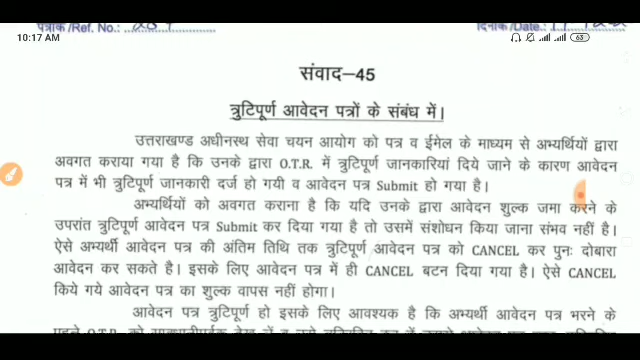 पत्रांक /Ref. No.:
दिनांक/Date:
10:17 AM
63
संवाद–45
त्रुटिपूर्ण आवेदन पत्रों के संबंध में।
उत्तराखण्ड अधीनस्थ सेवा चयन आयोग को पत्र व ईमेल के माध्यम से अभ्यर्थियों द्वारा
अवगत कराया गया है कि उनके द्वारा O.T.R. में त्रुटिपूर्ण जानकारियां दिये जाने के कारण आवेदन
पत्र में भी त्रुटिपूर्ण जानकारी दर्ज हो गयी व आवेदन पत्र Submit हो गया है।
अभ्यर्थियों को अवगत कराना है कि यदि उनके द्वारा आवेदन शुल्क जमा करने के
उपरांत त्रुटिपूर्ण आवेदन पत्र Submit कर दिया गया है तो उसमें संशोधन किया जाना संभव नहीं है।
ऐसे अभ्यर्थी आवेदन पत्र की अंतिम तिथि तक त्रुटिपूर्ण आवेदन पत्र को CANCEL कर पुनः दोबारा
आवेदन कर सकते है। इसके लिए आवेदन पत्र में ही CANCEL बटन दिया गया है। ऐसे CANCEL
किये गये आवेदन पत्र का शुल्क वापस नहीं होगा।
आवेदन पत्र त्रुटिपूर्ण हो इसके लिए आवश्यक है कि अभ्यर्थी आवेदन पत्र भरने के
पहले O.T.R. को सावधानीपूर्वक देख लें व उसे